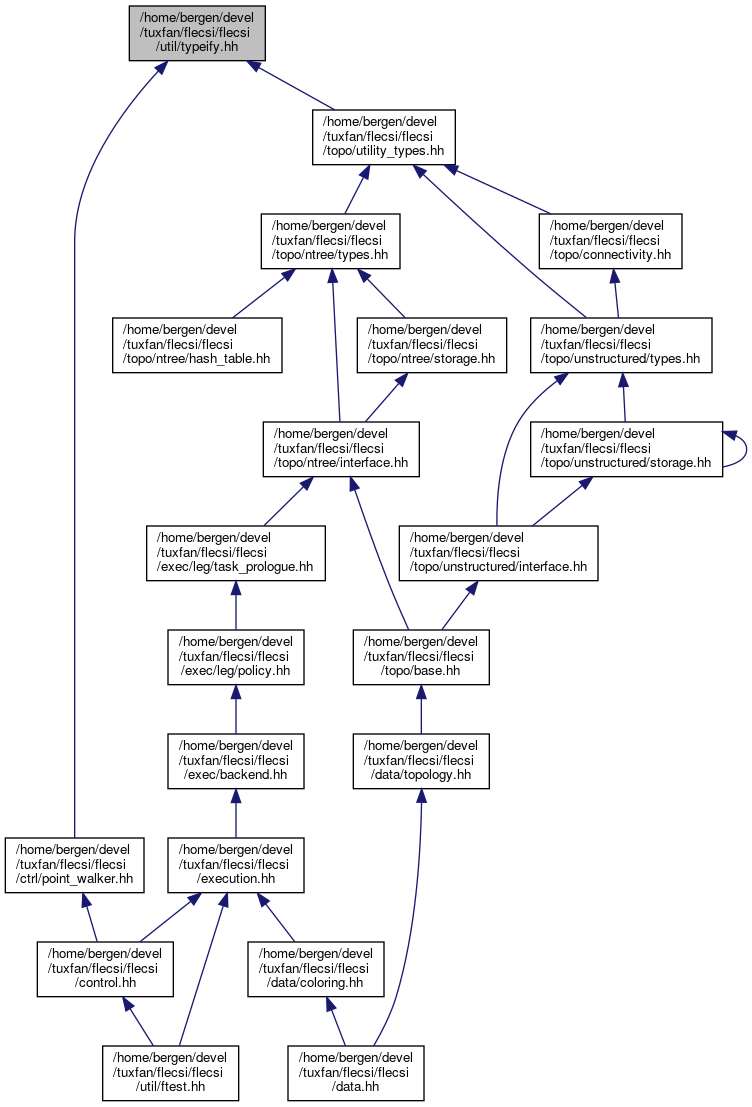 /home/bergen/devel
/tuxfan/flecsi/flecsi
/util/typeify.hh
/home/bergen/devel
/tuxfan/flecsi/flecsi
/topo/utility_types.hh
/home/bergen/devel
/tuxfan/flecsi/flecsi
/topo/ntree/types.hh
/home/bergen/devel
/tuxfan/flecsi/flecsi
/topo/connectivity.hh
/home/bergen/devel
/tuxfan/flecsi/flecsi
/topo/ntree/hash_table.hh
/home/bergen/devel
/tuxfan/flecsi/flecsi
/topo/ntree/storage.hh
/home/bergen/devel
/tuxfan/flecsi/flecsi
/topo/unstructured/types.hh
/home/bergen/devel
/tuxfan/flecsi/flecsi
/topo/ntree/interface.hh
/home/bergen/devel
/tuxfan/flecsi/flecsi
/topo/unstructured/storage.hh
/home/bergen/devel
/tuxfan/flecsi/flecsi
/exec/leg/task_prologue.hh
/home/bergen/devel
/tuxfan/flecsi/flecsi
/topo/unstructured/interface.hh
/home/bergen/devel
/tuxfan/flecsi/flecsi
/exec/leg/policy.hh
/home/bergen/devel
/tuxfan/flecsi/flecsi
/topo/base.hh
/home/bergen/devel
/tuxfan/flecsi/flecsi
/exec/backend.hh
/home/bergen/devel
/tuxfan/flecsi/flecsi
/data/topology.hh
/home/bergen/devel
/tuxfan/flecsi/flecsi
/ctrl/point_walker.hh
/home/bergen/devel
/tuxfan/flecsi/flecsi
/execution.hh
/home/bergen/devel
/tuxfan/flecsi/flecsi
/control.hh
/home/bergen/devel
/tuxfan/flecsi/flecsi
/data/coloring.hh
/home/bergen/devel
/tuxfan/flecsi/flecsi
/util/ftest.hh
/home/bergen/devel
/tuxfan/flecsi/flecsi
/data.hh